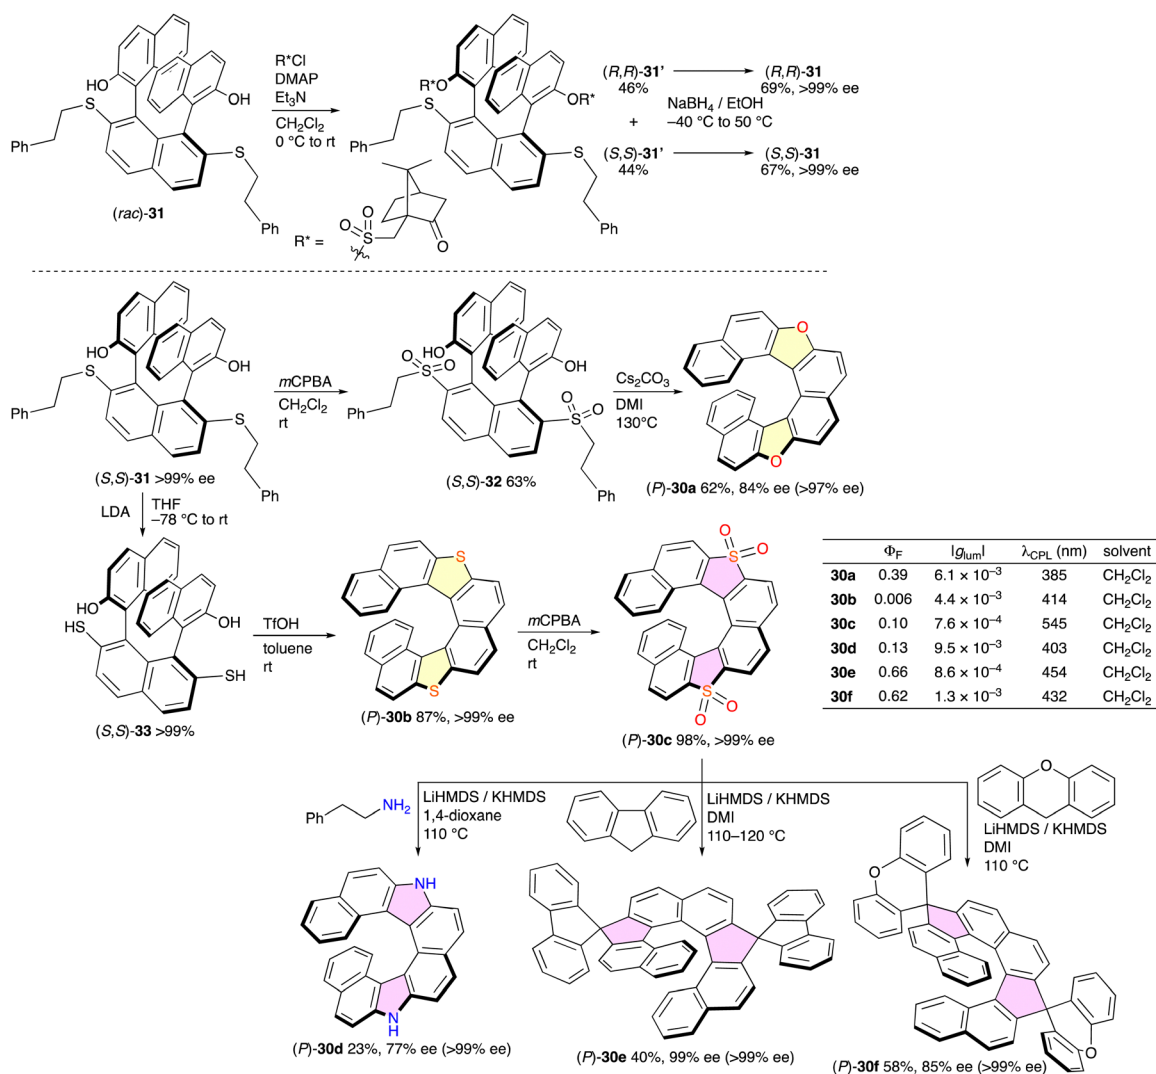 HO
OH
S
S
Ph
Ph
(rac)-31
R*Cl
DMAP
Et₃N
CH₂Cl₂
0 °C to rt
R*O
OR*
S
S
Ph
Ph
R* =
O
O
S
O
(R,R)-31'
46%
(R,R)-31
69%, >99% ee
+
NaBH₄ / EtOH
–40 °C to 50 °C
(S,S)-31'
44%
(S,S)-31
67%, >99% ee
HO
OH
S
S
Ph
Ph
(S,S)-31 >99% ee
mCPBA
CH₂Cl₂
rt
HO
OH
O
O
S
S
O
O
Ph
Ph
(S,S)-32 63%
Cs₂CO₃
DMI
130°C
O
O
(P)-30a 62%, 84% ee (>97% ee)
LDA
THF
–78 °C to rt
HO
OH
HS
SH
(S,S)-33 >99%
TfOH
toluene
rt
S
S
(P)-30b 87%, >99% ee
mCPBA
CH₂Cl₂
rt
O
S
O
S
O
O
(P)-30c 98%, >99% ee
Φ_F |g_lum| λ_CPL (nm) solvent
30a 0.39 6.1 × 10⁻³ 385 CH₂Cl₂
30b 0.006 4.4 × 10⁻³ 414 CH₂Cl₂
30c 0.10 7.6 × 10⁻⁴ 545 CH₂Cl₂
30d 0.13 9.5 × 10⁻³ 403 CH₂Cl₂
30e 0.66 8.6 × 10⁻⁴ 454 CH₂Cl₂
30f 0.62 1.3 × 10⁻³ 432 CH₂Cl₂
Ph
NH₂
LiHMDS / KHMDS
1,4-dioxane
110 °C
NH
N
H
(P)-30d 23%, 77% ee (>99% ee)
LiHMDS / KHMDS
DMI
110–120 °C
(P)-30e 40%, 99% ee (>99% ee)
O
LiHMDS / KHMDS
DMI
110 °C
O
O
(P)-30f 58%, 85% ee (>99% ee)